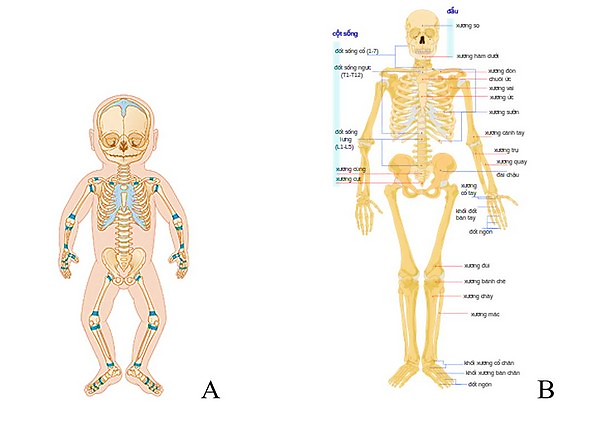 đầu
xương sọ
cột sống
đốt sống cổ (1-7)
xương hàm dưới
đốt sống ngực
(T1-T12)
xương đòn
chuôi ức
xương vai
xương ức
xương sườn
đốt sống
lưng
(L1-L5)
xương cánh tay
xương trụ
xương quay
đai chậu
xương cùng
xương cụt
xương
cổ tay
khối đốt
bàn tay
đốt ngón
xương đùi
xương bánh chè
xương chày
xương mác
khối xương cổ chân
khối xương bàn chân
đốt ngón
A
B